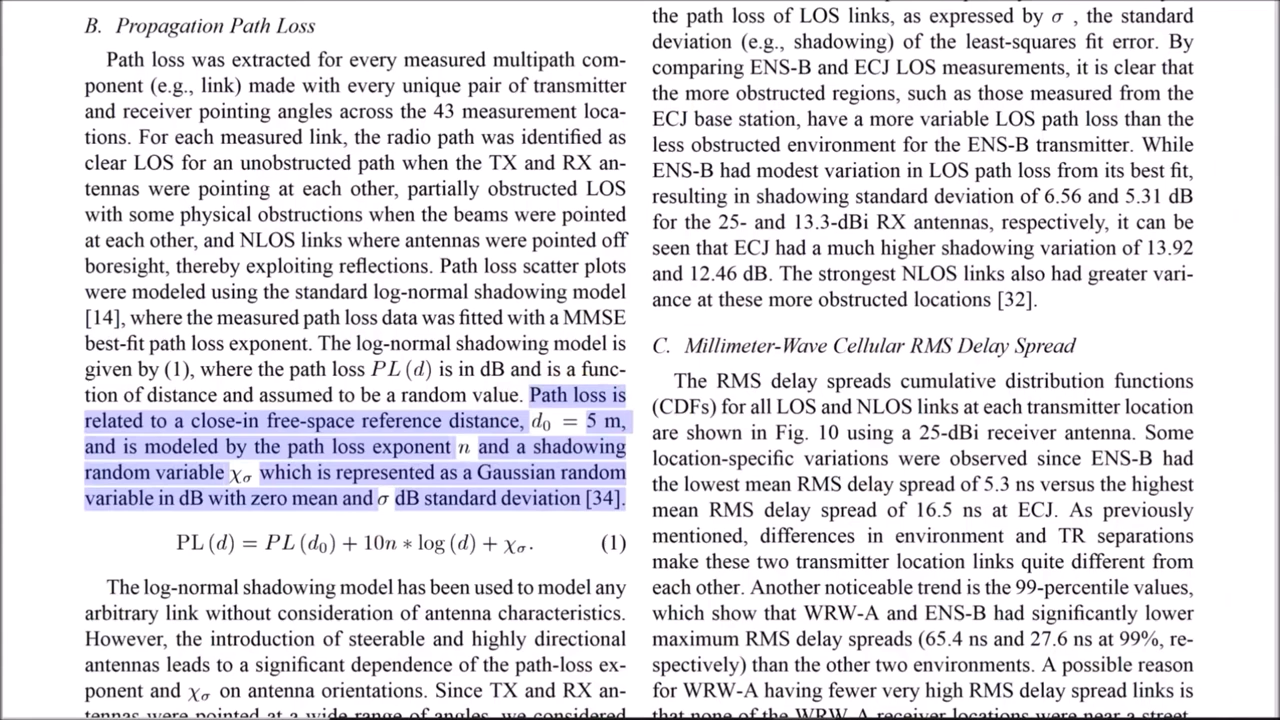 B. Propagation Path Loss
Path loss was extracted for every measured multipath com-
ponent (e.g., link) made with every unique pair of transmitter
and receiver pointing angles across the 43 measurement loca-
tions. For each measured link, the radio path was identified as
clear LOS for an unobstructed path when the TX and RX an-
tennas were pointing at each other, partially obstructed LOS
with some physical obstructions when the beams were pointed
at each other, and NLOS links where antennas were pointed off
boresight, thereby exploiting reflections. Path loss scatter plots
were modeled using the standard log-normal shadowing model
[14], where the measured path loss data was fitted with a MMSE
best-fit path loss exponent. The log-normal shadowing model is
given by (1), where the path loss PL(d) is in dB and is a func-
tion of distance and assumed to be a random value. Path loss is
related to a close-in free-space reference distance, d₀ = 5 m,
and is modeled by the path loss exponent n and a shadowing
random variable χσ which is represented as a Gaussian random
variable in dB with zero mean and σ dB standard deviation [34].
PL (d) = PL (d₀) + 10n * log (d) + χσ. (1)
The log-normal shadowing model has been used to model any
arbitrary link without consideration of antenna characteristics.
However, the introduction of steerable and highly directional
antennas leads to a significant dependence of the path-loss ex-
ponent and χσ on antenna orientations. Since TX and RX an-
tennas were pointed at a wide range of angles, we considered
the path loss of LOS links, as expressed by σ , the standard
deviation (e.g., shadowing) of the least-squares fit error. By
comparing ENS-B and ECJ LOS measurements, it is clear that
the more obstructed regions, such as those measured from the
ECJ base station, have a more variable LOS path loss than the
less obstructed environment for the ENS-B transmitter. While
ENS-B had modest variation in LOS path loss from its best fit,
resulting in shadowing standard deviation of 6.56 and 5.31 dB
for the 25- and 13.3-dBi RX antennas, respectively, it can be
seen that ECJ had a much higher shadowing variation of 13.92
and 12.46 dB. The strongest NLOS links also had greater vari-
ance at these more obstructed locations [32].
C. Millimeter-Wave Cellular RMS Delay Spread
The RMS delay spreads cumulative distribution functions
(CDFs) for all LOS and NLOS links at each transmitter location
are shown in Fig. 10 using a 25-dBi receiver antenna. Some
location-specific variations were observed since ENS-B had
the lowest mean RMS delay spread of 5.3 ns versus the highest
mean RMS delay spread of 16.5 ns at ECJ. As previously
mentioned, differences in environment and TR separations
make these two transmitter location links quite different from
each other. Another noticeable trend is the 99-percentile values,
which show that WRW-A and ENS-B had significantly lower
maximum RMS delay spreads (65.4 ns and 27.6 ns at 99%, re-
spectively) than the other two environments. A possible reason
for WRW-A having fewer very high RMS delay spread links is
that none of the WRW-A receiver locations were near a street